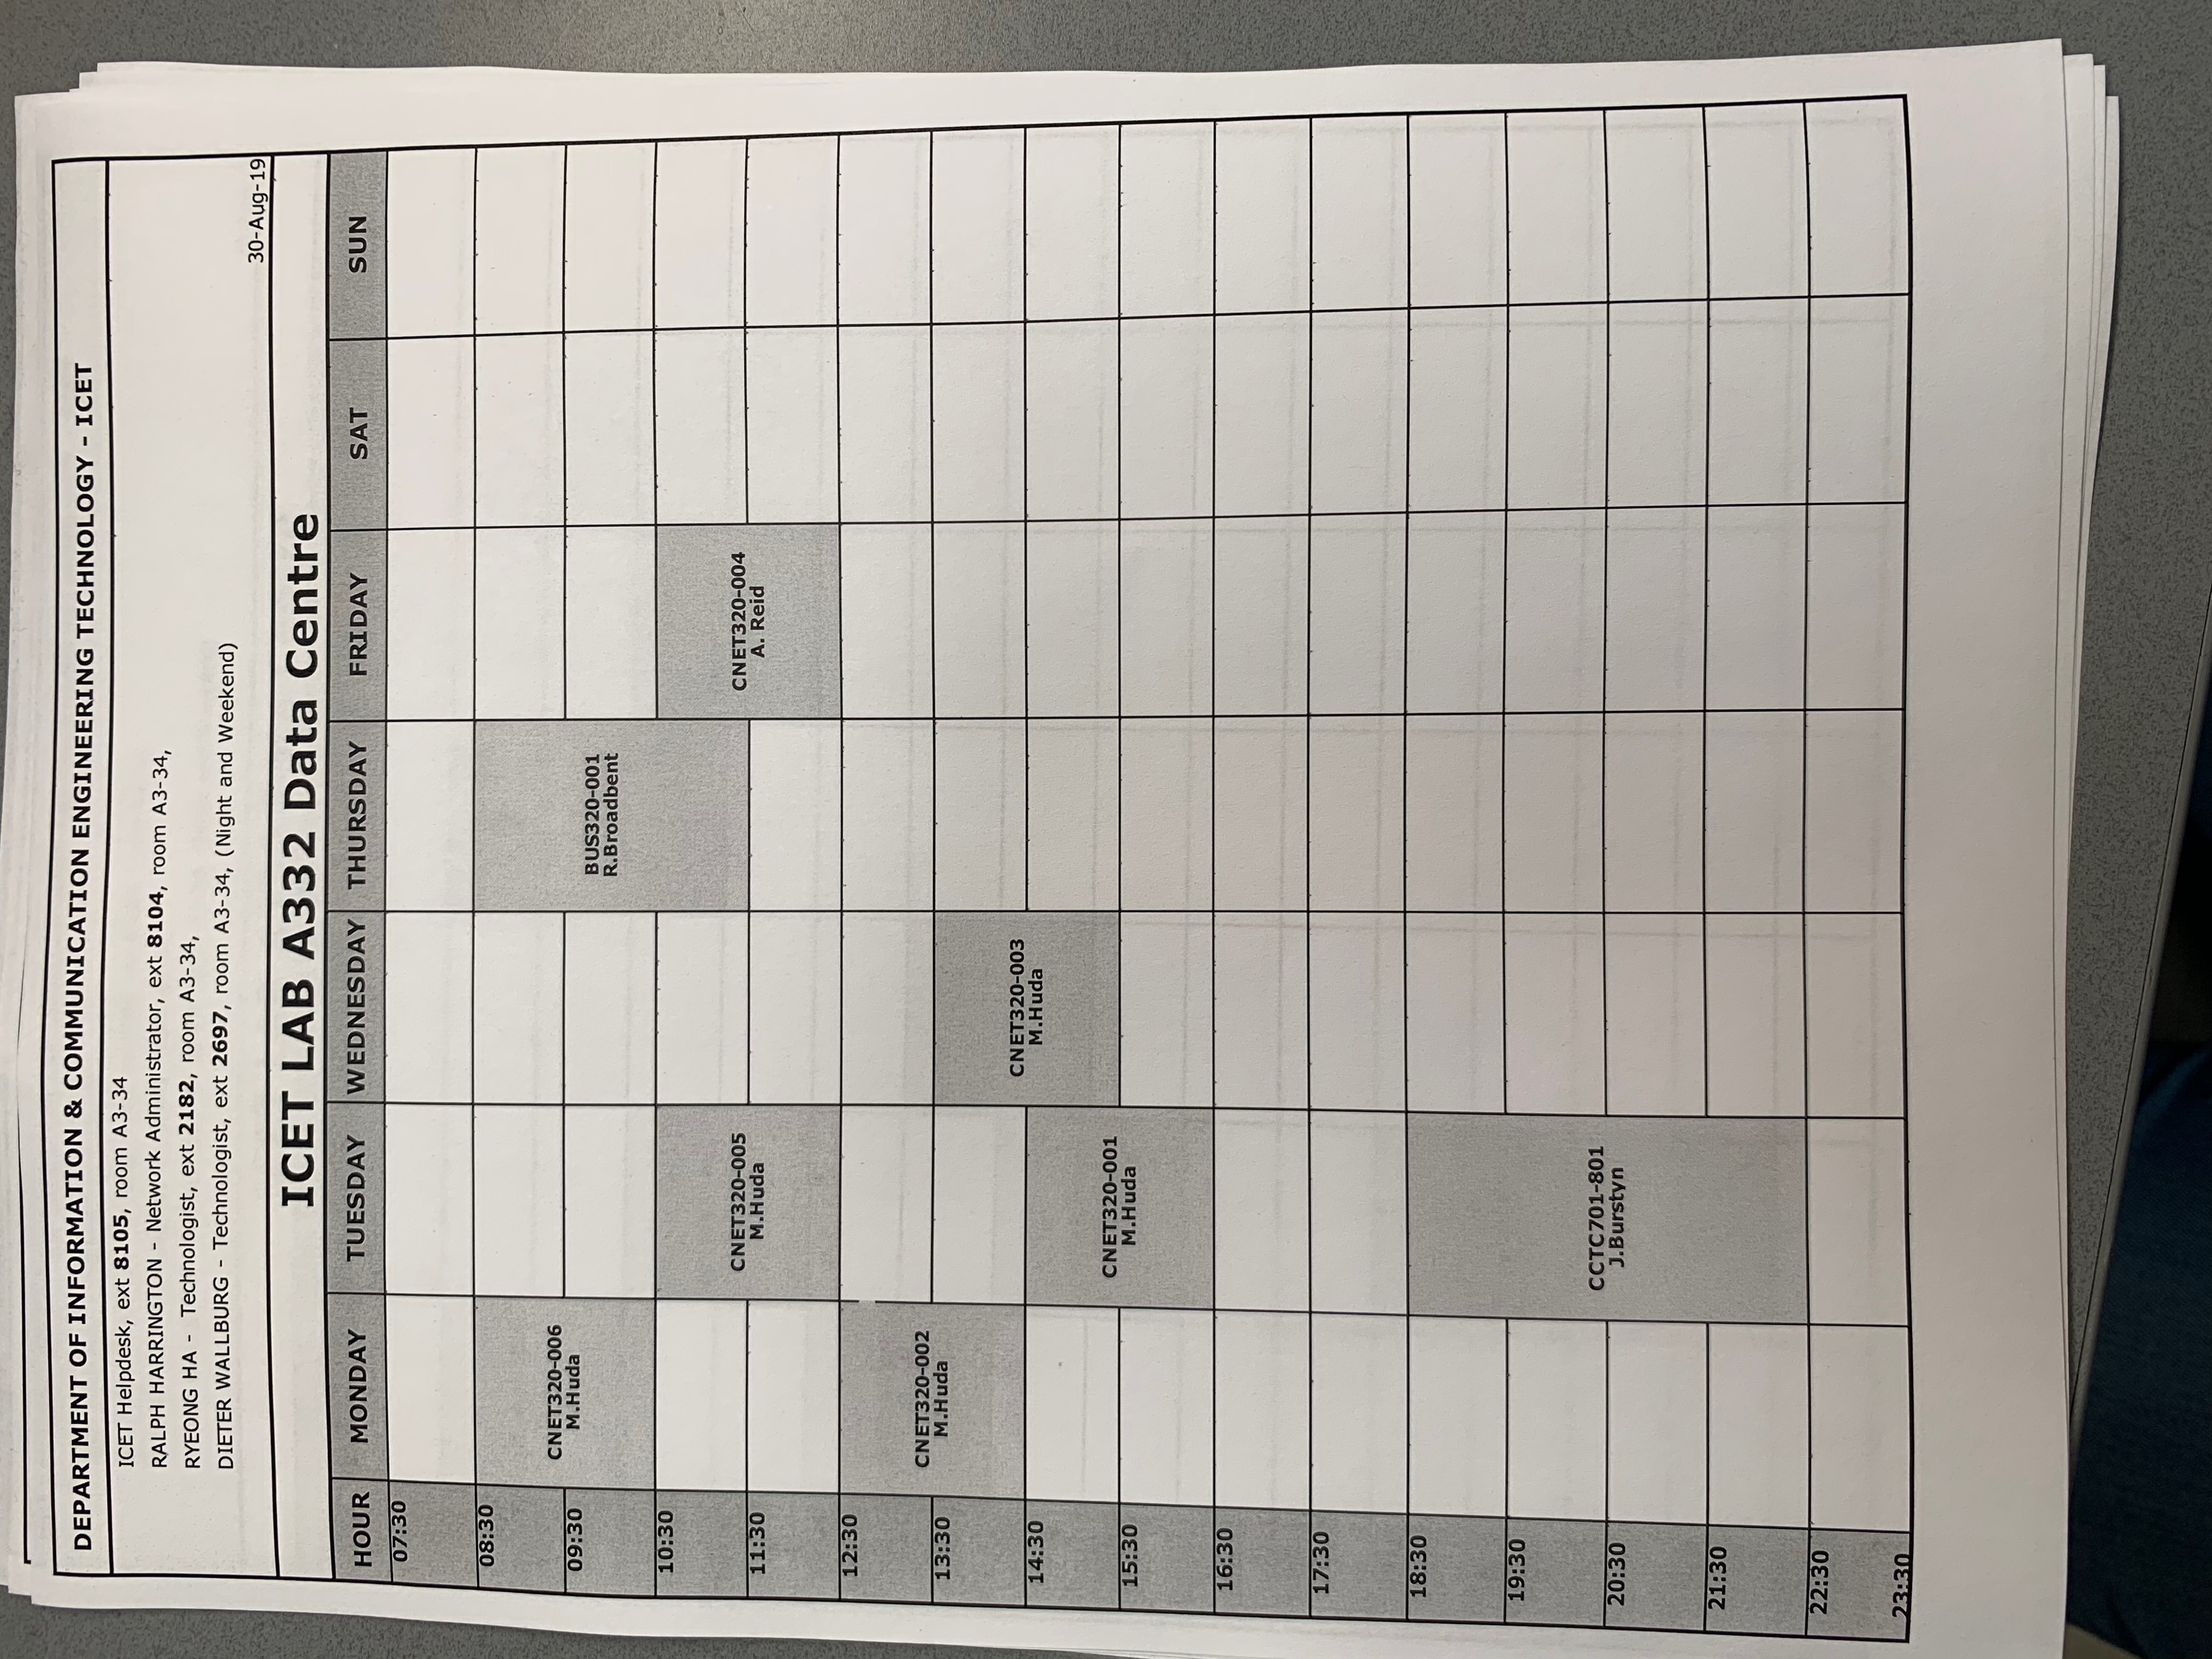 DEPARTMENT OF INFORMATION & COMMUNICATION ENGINEERING TECHNOLOGY - ICET
ICET Helpdesk, ext 8105, room A3-34
RALPH HARRINGTON - Network Administrator, ext 8104, room A3-34,
RYEONG HA - Technologist, ext 2182, room A3-34,
DIETER WALLBURG - Technologist, ext 2697, room A3-34, (Night and Weekend)
30-Aug-19
ICET LAB A332 Data Centre
HOUR MONDAY TUESDAY WEDNESDAY THURSDAY FRIDAY SAT SUN
07:30
08:30
CNET320-006
M.Huda
09:30
BUS320-001
R.Broadbent
10:30
CNET320-005 CNET320-004
M.Huda A. Reid
11:30
12:30
CNET320-002
M.Huda
13:30
CNET320-003
M.Huda
14:30
CNET320-001
M.Huda
15:30
16:30
17:30
18:30
19:30
CCTC701-801
J.Burstyn
20:30
21:30
22:30
23:30